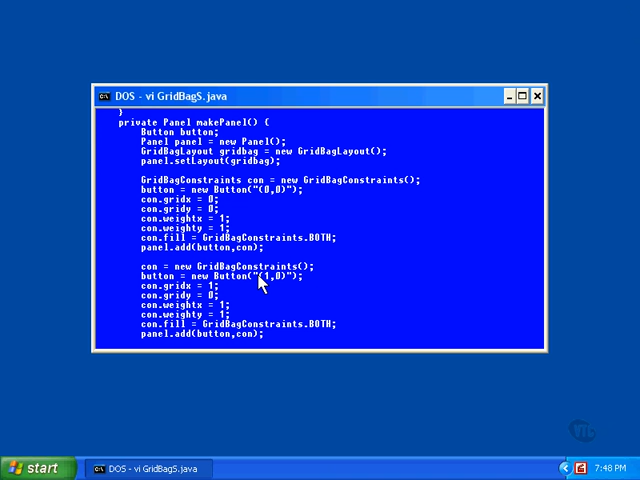 DOS - vi GridBagS.java
}
private Panel makePanel() {
Button button;
Panel panel = new Panel();
GridBagLayout gridbag = new GridBagLayout();
panel.setLayout(gridbag);
GridBagConstraints con = new GridBagConstraints();
button = new Button("(0,0)");
con.gridx = 0;
con.gridy = 0;
con.weightx = 1;
con.weighty = 1;
con.fill = GridBagConstraints.BOTH;
panel.add(button,con);
con = new GridBagConstraints();
button = new Button("(1,0)");
con.gridx = 1;
con.gridy = 0;
con.weightx = 1;
con.weighty = 1;
con.fill = GridBagConstraints.BOTH;
panel.add(button,con);
VTC
start
DOS - vi GridBagS.java
7:48 PM